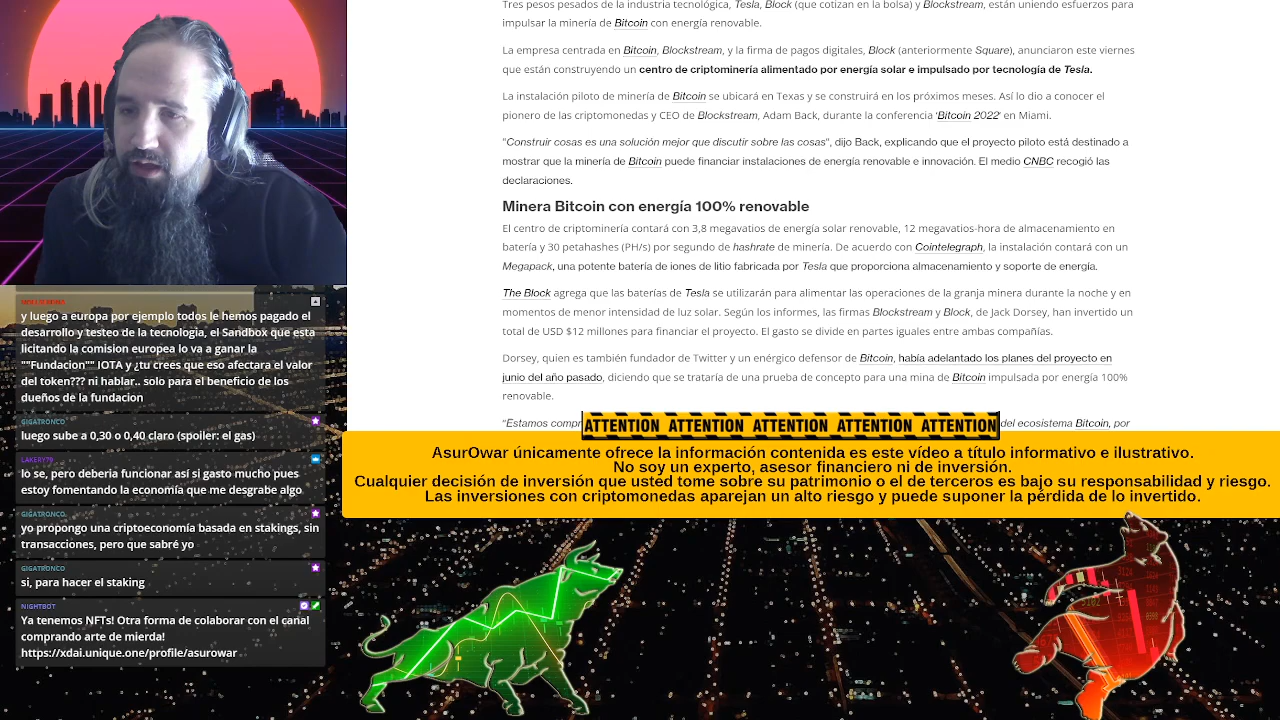 Tres pesos pesados de la industria tecnológica, Tesla, Block (que cotizan en la bolsa) y Blockstream, están uniendo esfuerzos para
impulsar la minería de Bitcoin con energía renovable.
La empresa centrada en Bitcoin, Blockstream, y la firma de pagos digitales, Block (anteriormente Square), anunciaron este viernes
que están construyendo un centro de criptominería alimentado por energía solar e impulsado por tecnología de Tesla.
La instalación piloto de minería de Bitcoin se ubicará en Texas y se construirá en los próximos meses. Así lo dio a conocer el
pionero de las criptomonedas y CEO de Blockstream, Adam Back, durante la conferencia ‘Bitcoin 2022’ en Miami.
“Construir cosas es una solución mejor que discutir sobre las cosas”, dijo Back, explicando que el proyecto piloto está destinado a
mostrar que la minería de Bitcoin puede financiar instalaciones de energía renovable e innovación. El medio CNBC recogió las
declaraciones.
Minera Bitcoin con energía 100% renovable
El centro de criptominería contará con 3,8 megavatios de energía solar renovable, 12 megavatios-hora de almacenamiento en
batería y 30 petahashes (PH/s) por segundo de hashrate de minería. De acuerdo con Cointelegraph, la instalación contará con un
Megapack, una potente batería de iones de litio fabricada por Tesla que proporciona almacenamiento y soporte de energía.
The Block agrega que las baterías de Tesla se utilizarán para alimentar las operaciones de la granja minera durante la noche y en
momentos de menor intensidad de luz solar. Según los informes, las firmas Blockstream y Block, de Jack Dorsey, han invertido un
total de USD $12 millones para financiar el proyecto. El gasto se divide en partes iguales entre ambas compañías.
Dorsey, quien es también fundador de Twitter y un enérgico defensor de Bitcoin, había adelantado los planes del proyecto en
junio del año pasado, diciendo que se trataría de una prueba de concepto para una mina de Bitcoin impulsada por energía 100%
renovable.
“Estamos compr del ecosistema Bitcoin, por
ATTENTION ATTENTION ATTENTION ATTENTION ATTENTION
AsurOwar únicamente ofrece la información contenida es este vídeo a título informativo e ilustrativo.
No soy un experto, asesor financiero ni de inversión.
Cualquier decisión de inversión que usted tome sobre su patrimonio o el de terceros es bajo su responsabilidad y riesgo.
Las inversiones con criptomonedas aparejan un alto riesgo y puede suponer la pérdida de lo invertido.
y luego a europa por ejemplo todos le hemos pagado el
desarrollo y testeo de la tecnología, el Sandbox que esta
licitando la comision europea lo va a ganar la
""Fundacion"" IOTA y ¿tu crees que eso afectara el valor
del token??? ni hablar.. solo para el beneficio de los
dueños de la fundacion
GIGATRONCO
luego sube a 0,30 o 0,40 claro (spoiler: el gas)
LAKERY79
lo se, pero deberia funcionar así si gasto mucho pues
estoy fomentando la economía que me desgrabe algo
GIGATRONCO
yo propongo una criptoeconomía basada en stakings, sin
transacciones, pero que sabré yo
GIGATRONCO
si, para hacer el staking
NIGHTBOT
Ya tenemos NFTs! Otra forma de colaborar con el canal
comprando arte de mierda!
https://xdai.unique.one/profile/asurowar